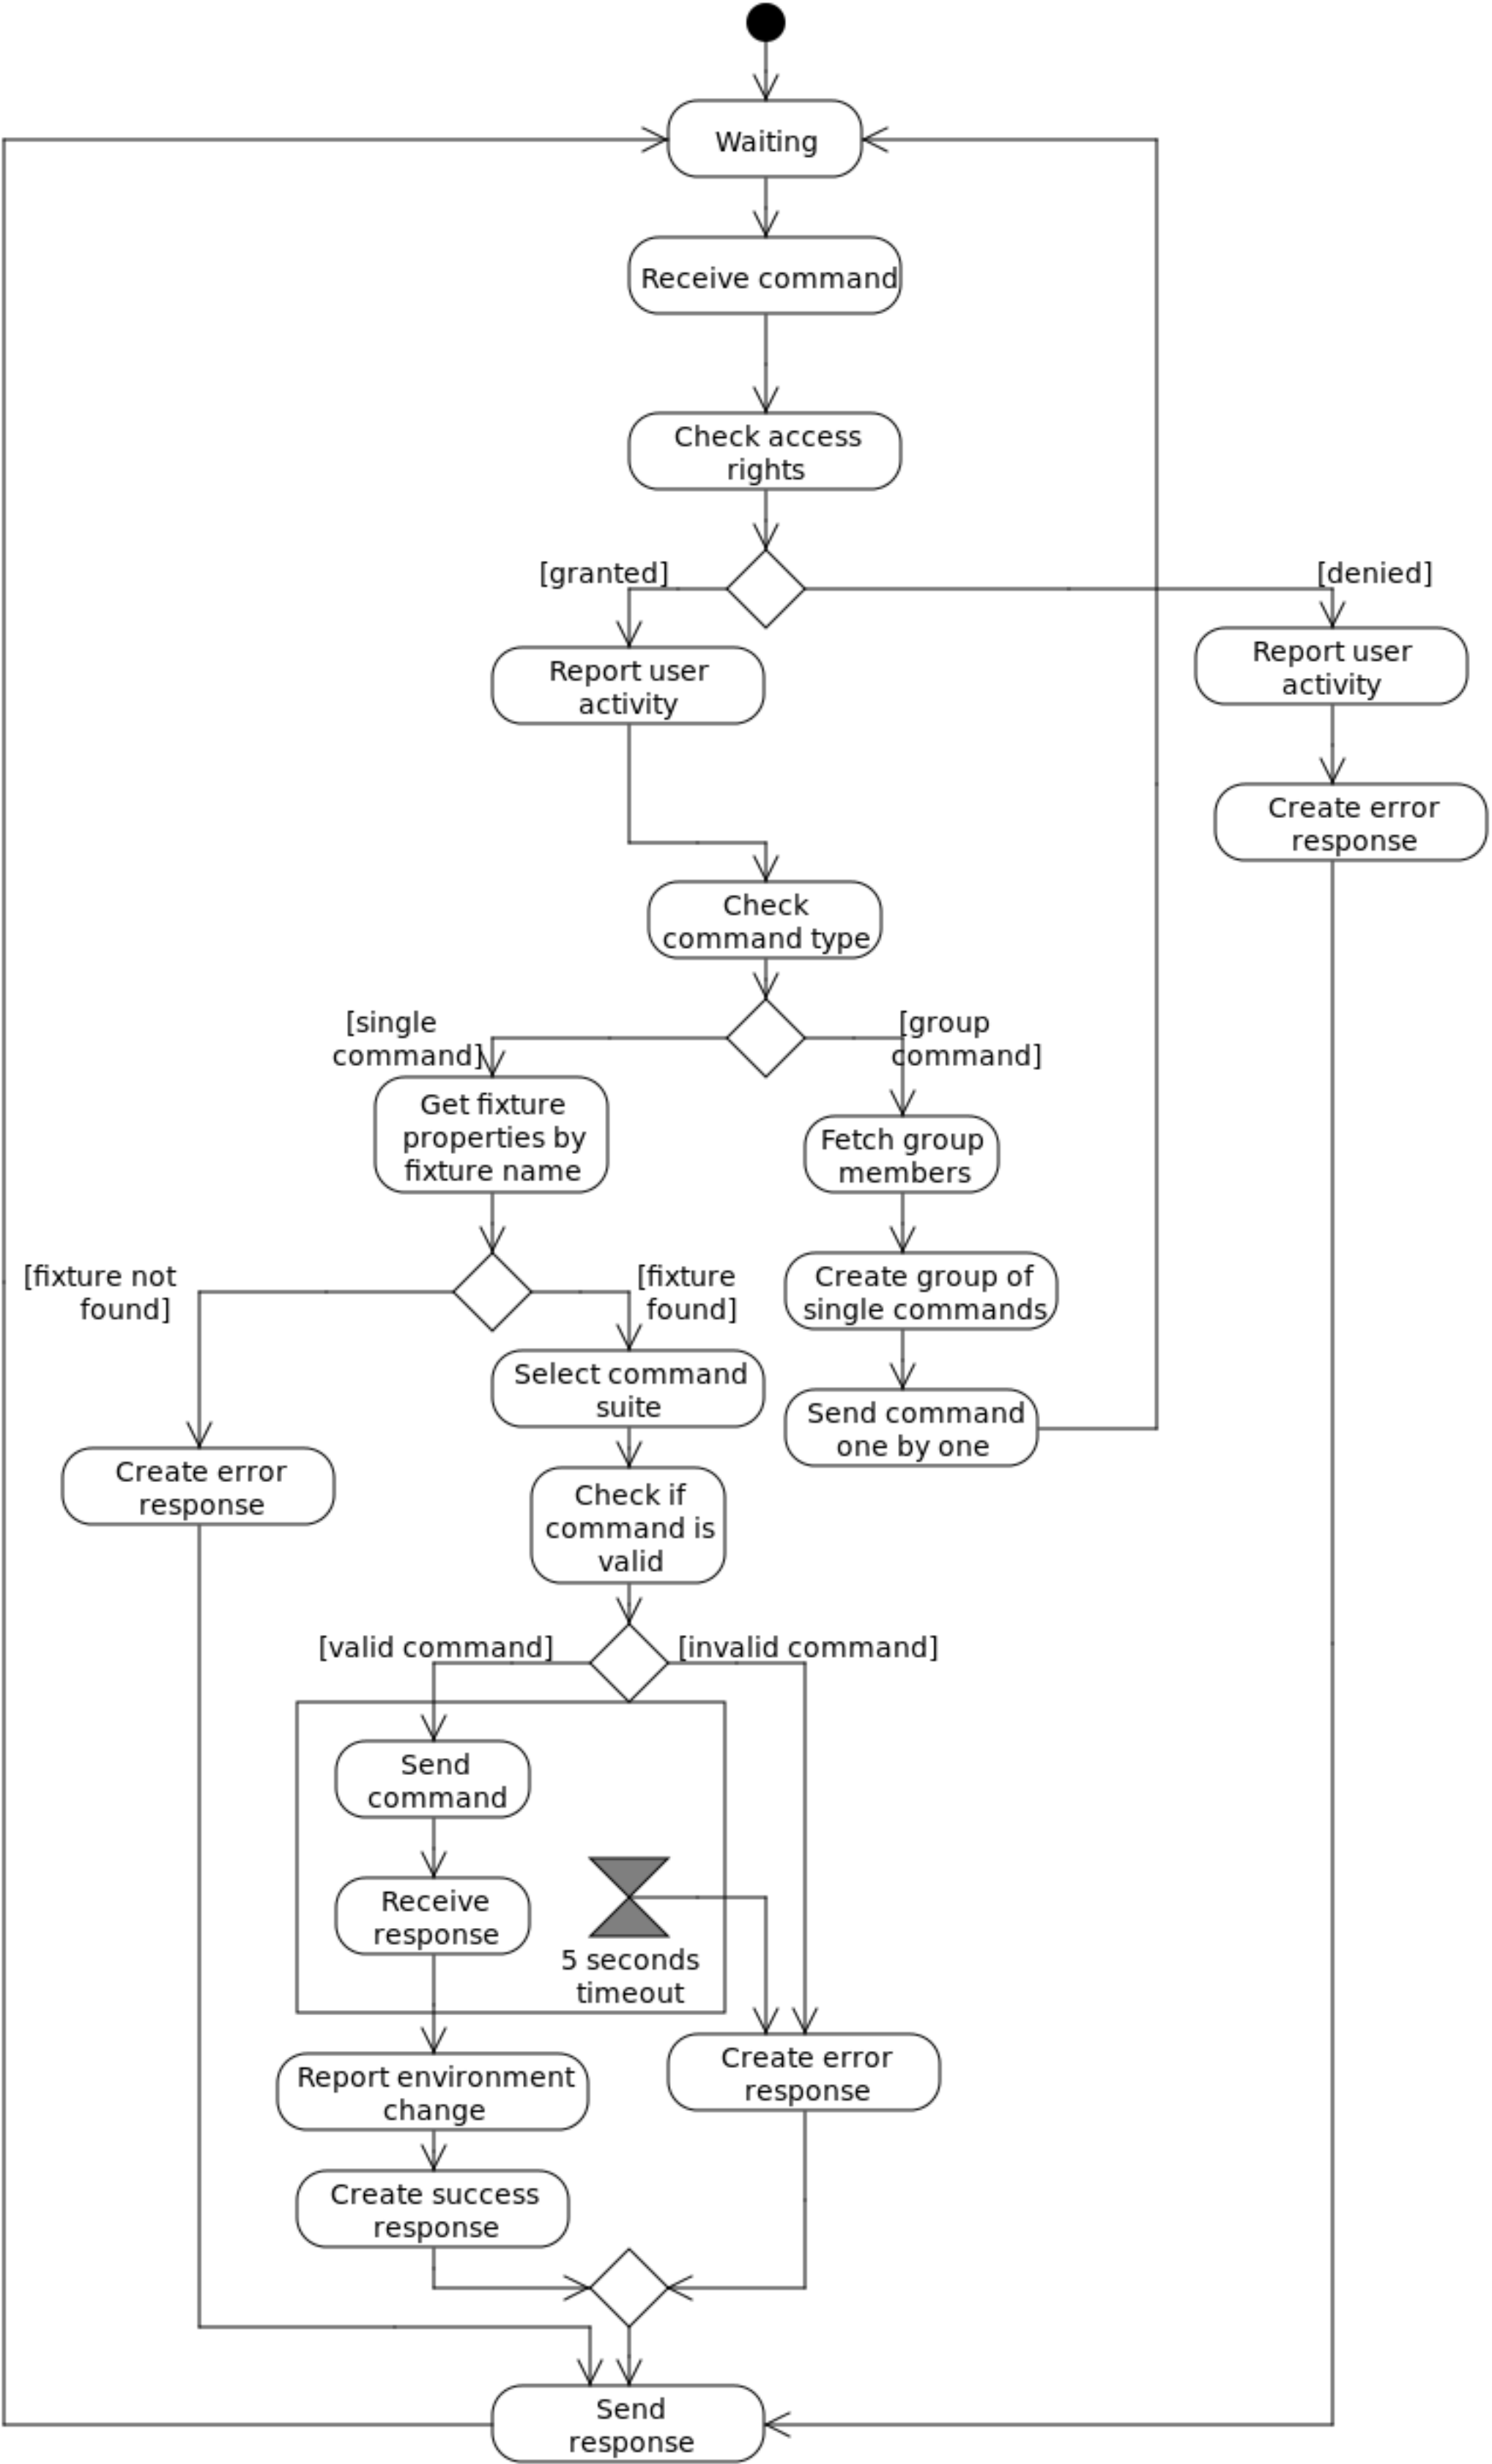 Waiting
Receive command
Check access
rights
[granted]
[denied]
Report user
activity
Report user
activity
Create error
response
Check
command type
[single
command]
[group
command]
Get fixture
properties by
fixture name
Fetch group
members
[fixture not
found]
[fixture
found]
Create group of
single commands
Select command
suite
Send command
one by one
Create error
response
Check if
command is
valid
[valid command]
[invalid command]
Send
command
Receive
response
5 seconds
timeout
Report environment
change
Create error
response
Create success
response
Send
response